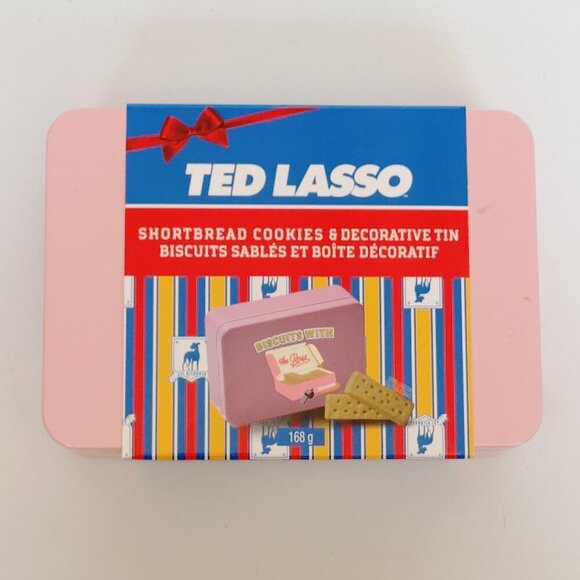 TED LASSO
SHORTBREAD COOKIES & DECORATIVE TIN
BISCUITS SABLÉS ET BOÎTE DÉCORATIF
BISCUITS WITH
the Boss
168 g